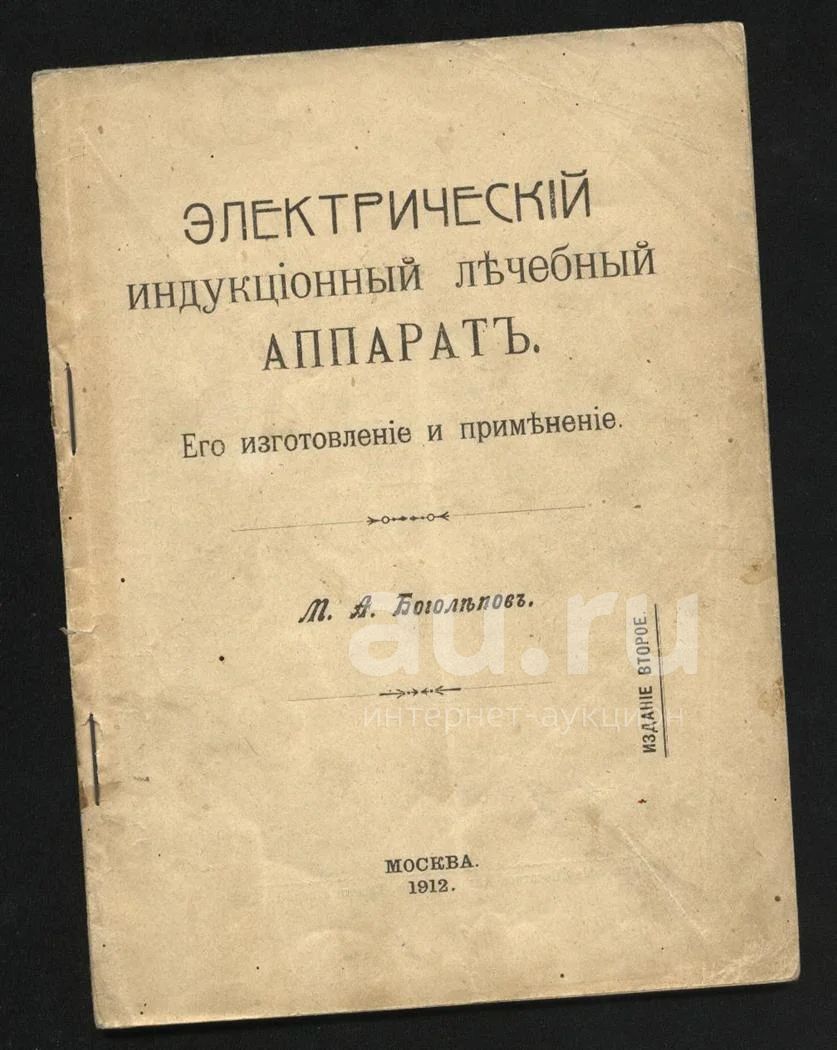 ЭЛЕКТРИЧЕСКІЙ
индукціонный лѣчебный
АППАРАТЪ.
Его изготовленіе и примѣненіе.
М. А. Боголѣповъ.
au.ru
интернет-аукцион
ИЗДАНІЕ ВТОРОЕ.
МОСКВА.
1912.